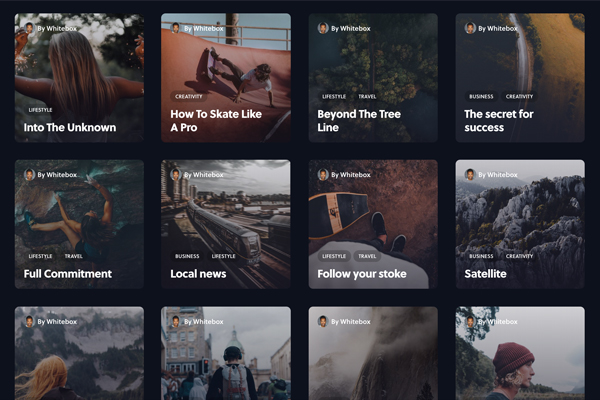 By Whitebox
LIFESTYLE
Into The Unknown
By Whitebox
CREATIVITY
How To Skate Like
A Pro
By Whitebox
LIFESTYLE TRAVEL
Beyond The Tree
Line
By Whitebox
BUSINESS CREATIVITY
The secret for
success
By Whitebox
LIFESTYLE TRAVEL
Full Commitment
By Whitebox
BUSINESS LIFESTYLE
Local news
By Whitebox
LIFESTYLE TRAVEL
Follow your stoke
By Whitebox
BUSINESS CREATIVITY
Satellite
By Whitebox
By Whitebox
By Whitebox
By Whitebox